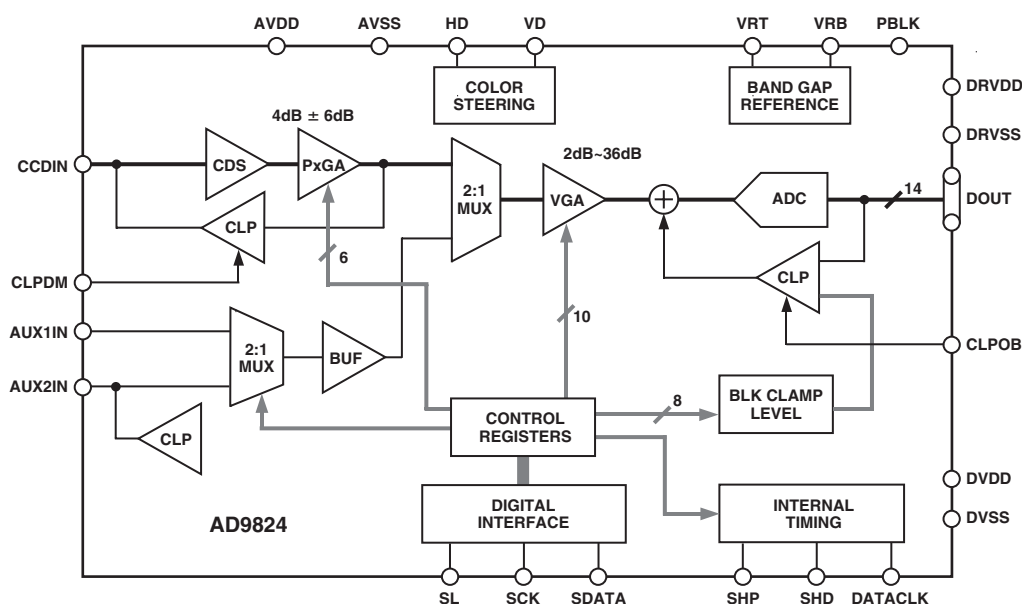 AVDD
AVSS
HD
VD
VRT
VRB
PBLK
COLOR
STEERING
BAND GAP
REFERENCE
DRVDD
DRVSS
4dB ± 6dB
2dB~36dB
CCDIN
CDS
PxGA
2:1
MUX
VGA
ADC
14
DOUT
CLP
6
CLP
CLPDM
10
AUX1IN
2:1
MUX
BUF
CLPOB
AUX2IN
BLK CLAMP
LEVEL
8
CONTROL
REGISTERS
CLP
DVDD
DIGITAL
INTERFACE
INTERNAL
TIMING
DVSS
AD9824
SL
SCK
SDATA
SHP
SHD
DATACLK